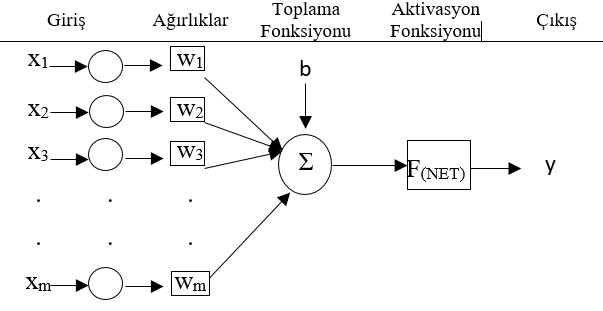 Giriş
Ağırlıklar
Toplama
Fonksiyonu
Aktivasyon
Fonksiyonu
Çıkış
x1
w1
b
x2
w2
x3
w3
Σ
F(NET)
y
. . .
. . .
xm
wm